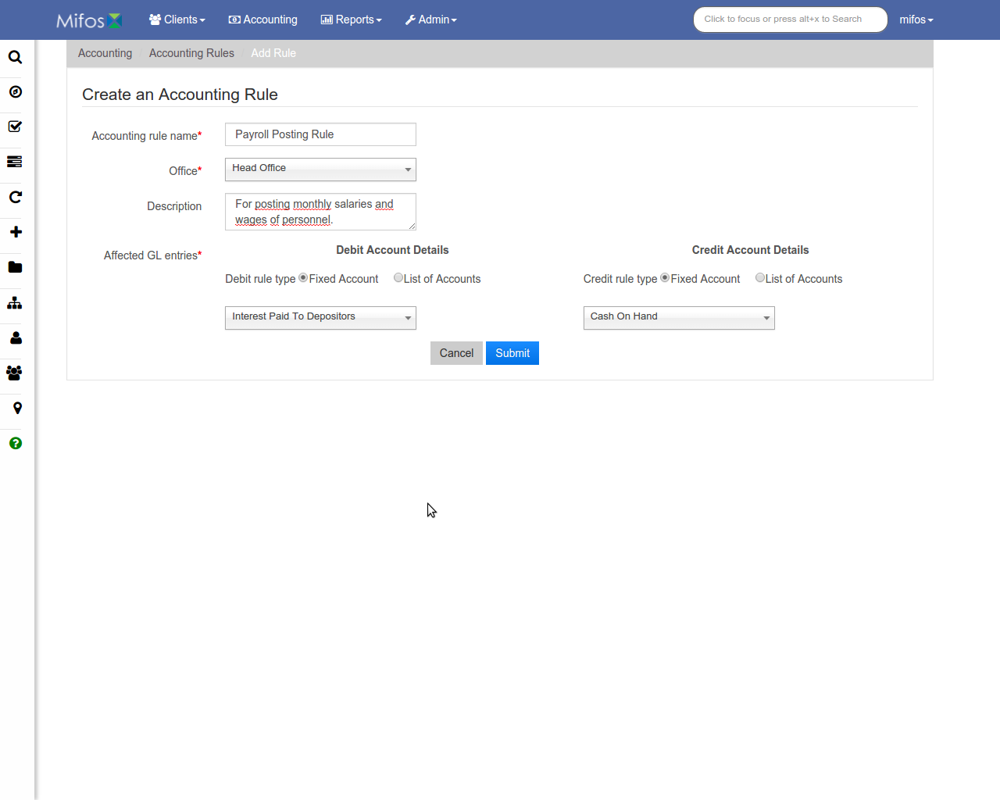 Mifos Clients Accounting Reports Admin Click to focus or press alt+x to Search mifos
Accounting Accounting Rules Add Rule
Create an Accounting Rule
Accounting rule name* Payroll Posting Rule
Office* Head Office
Description For posting monthly salaries and
wages of personnel.
Affected GL entries* Debit Account Details Credit Account Details
Debit rule type Fixed Account List of Accounts Credit rule type Fixed Account List of Accounts
Interest Paid To Depositors Cash On Hand
Cancel Submit